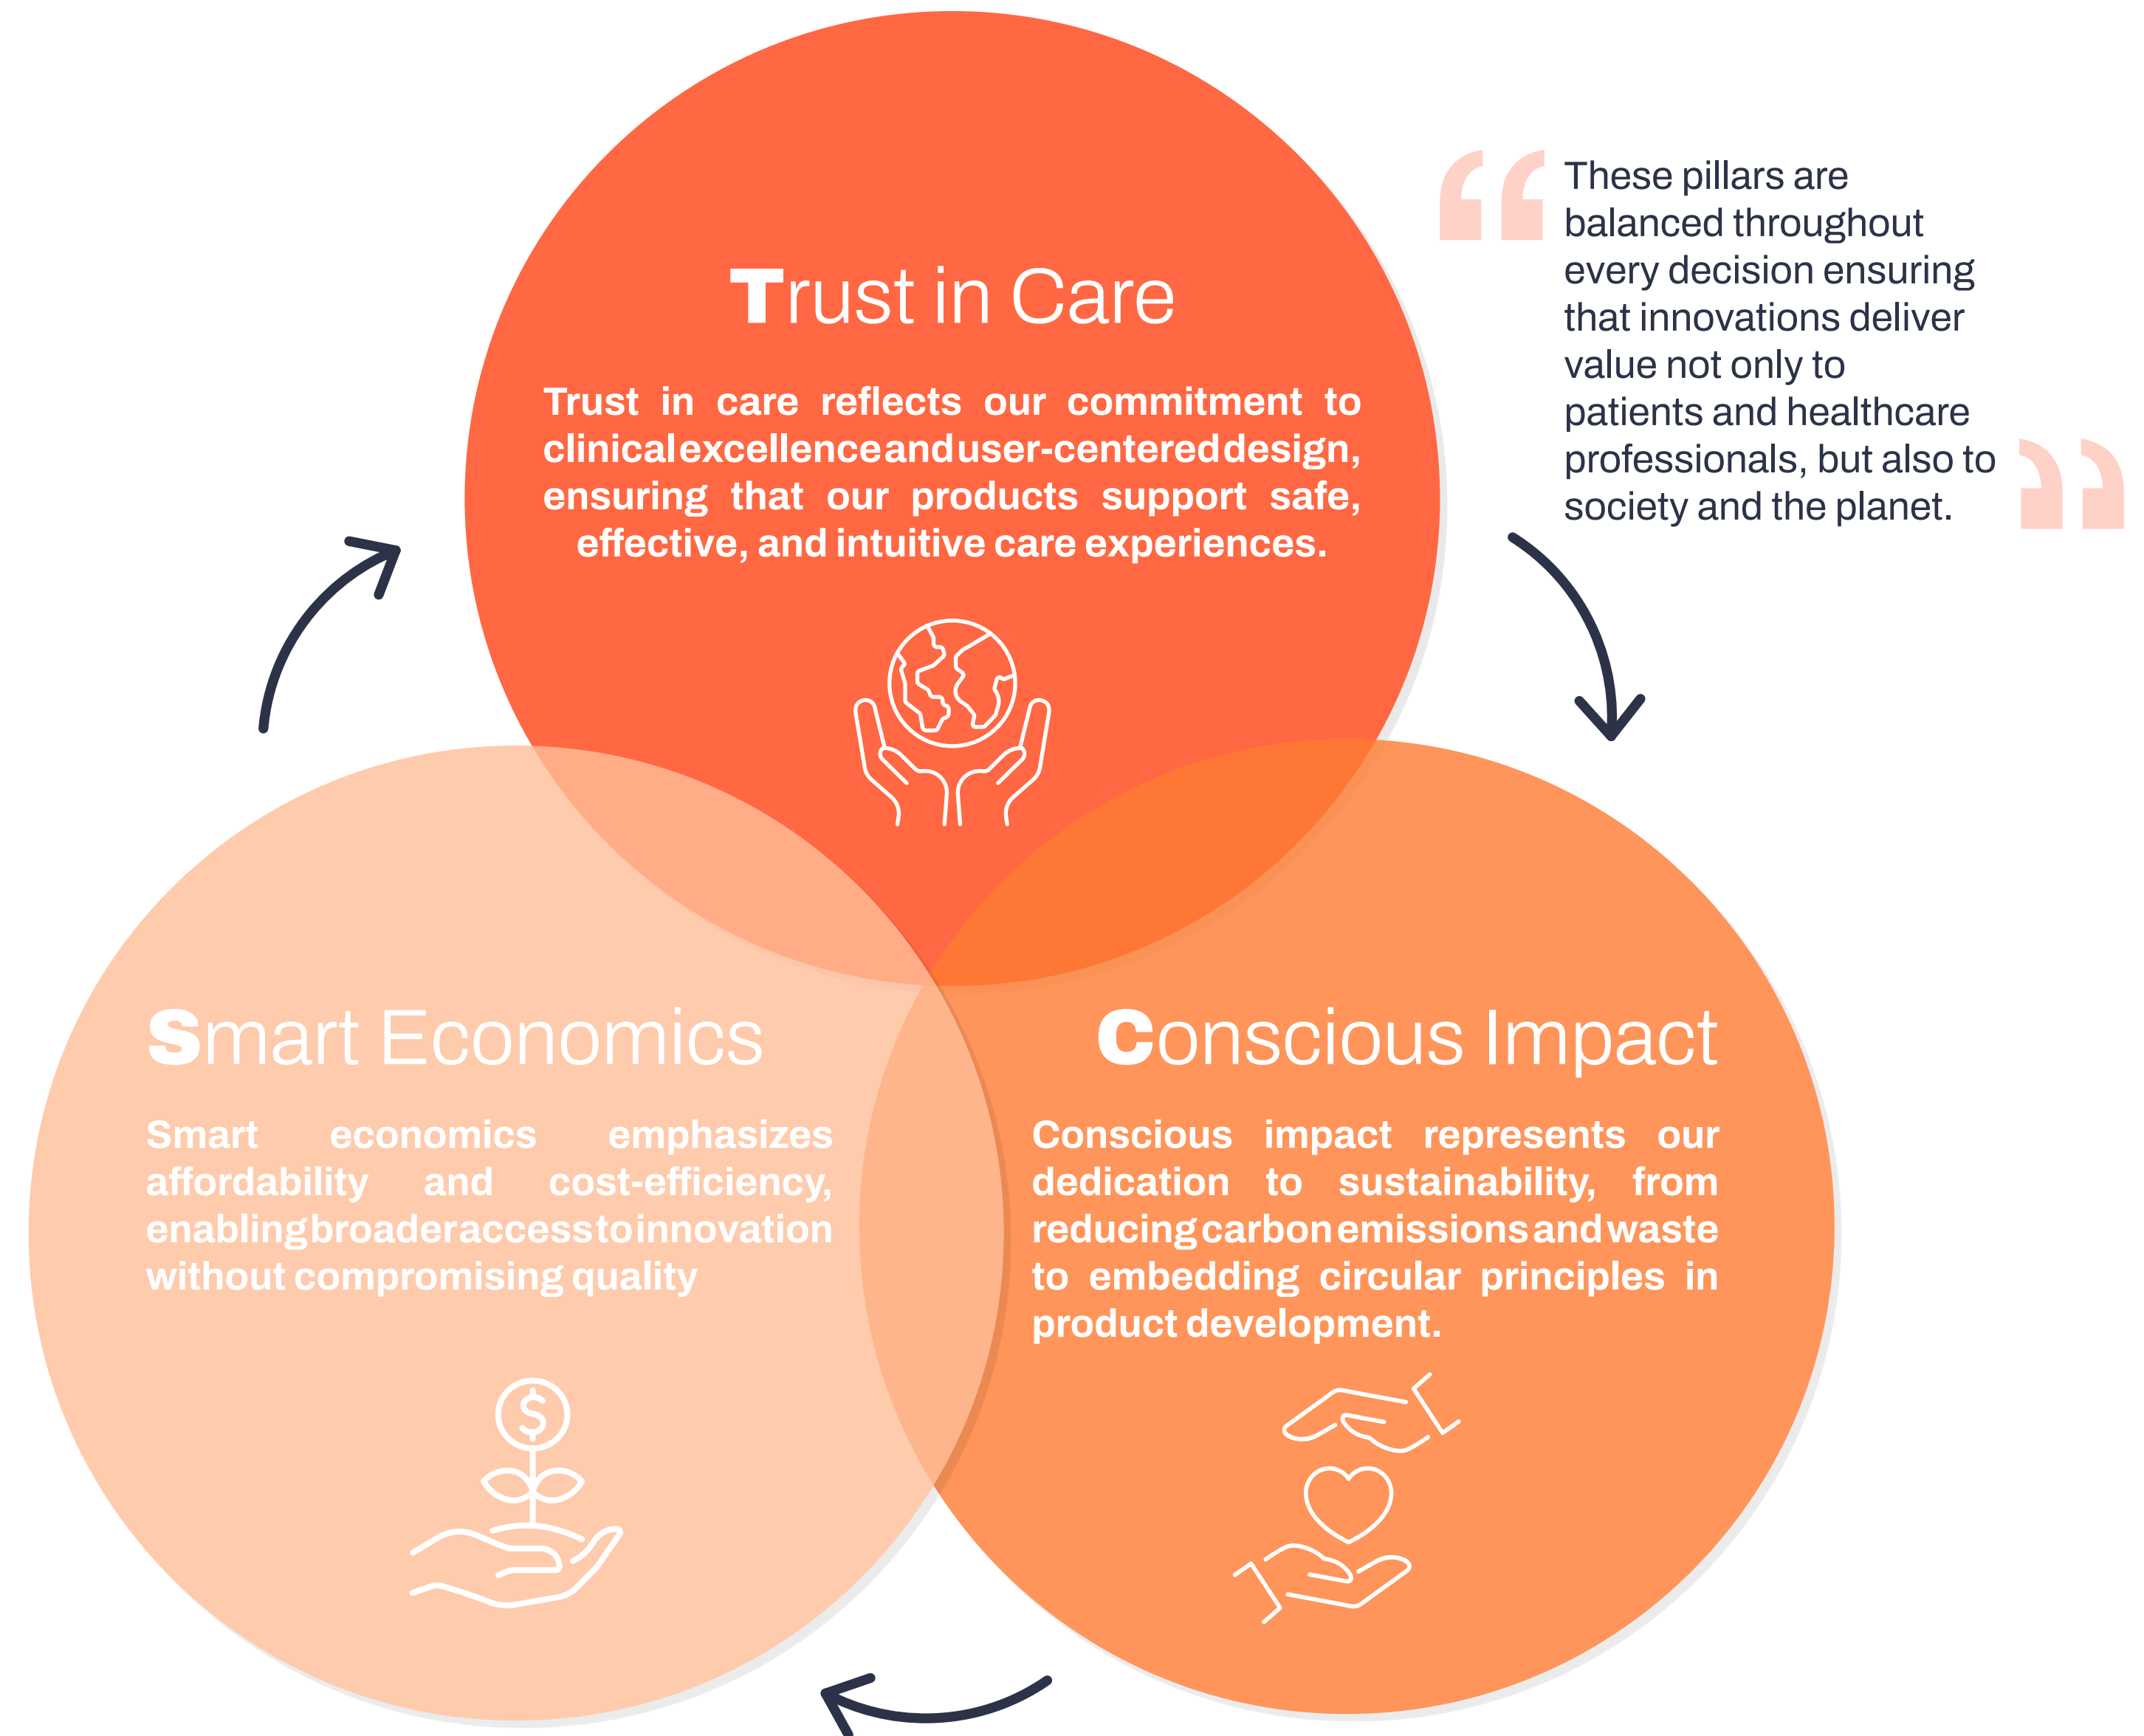 Trust in Care
Trust in care reflects our commitment to
clinical excellence and user-centered design,
ensuring that our products support safe,
effective, and intuitive care experiences.
These pillars are
balanced throughout
every decision ensuring
that innovations deliver
value not only to
patients and healthcare
professionals, but also to
society and the planet.
Smart Economics
Smart economics emphasizes
affordability and cost-efficiency,
enabling broader access to innovation
without compromising quality
$
Conscious Impact
Conscious impact represents our
dedication to sustainability, from
reducing carbon emissions and waste
to embedding circular principles in
product development.